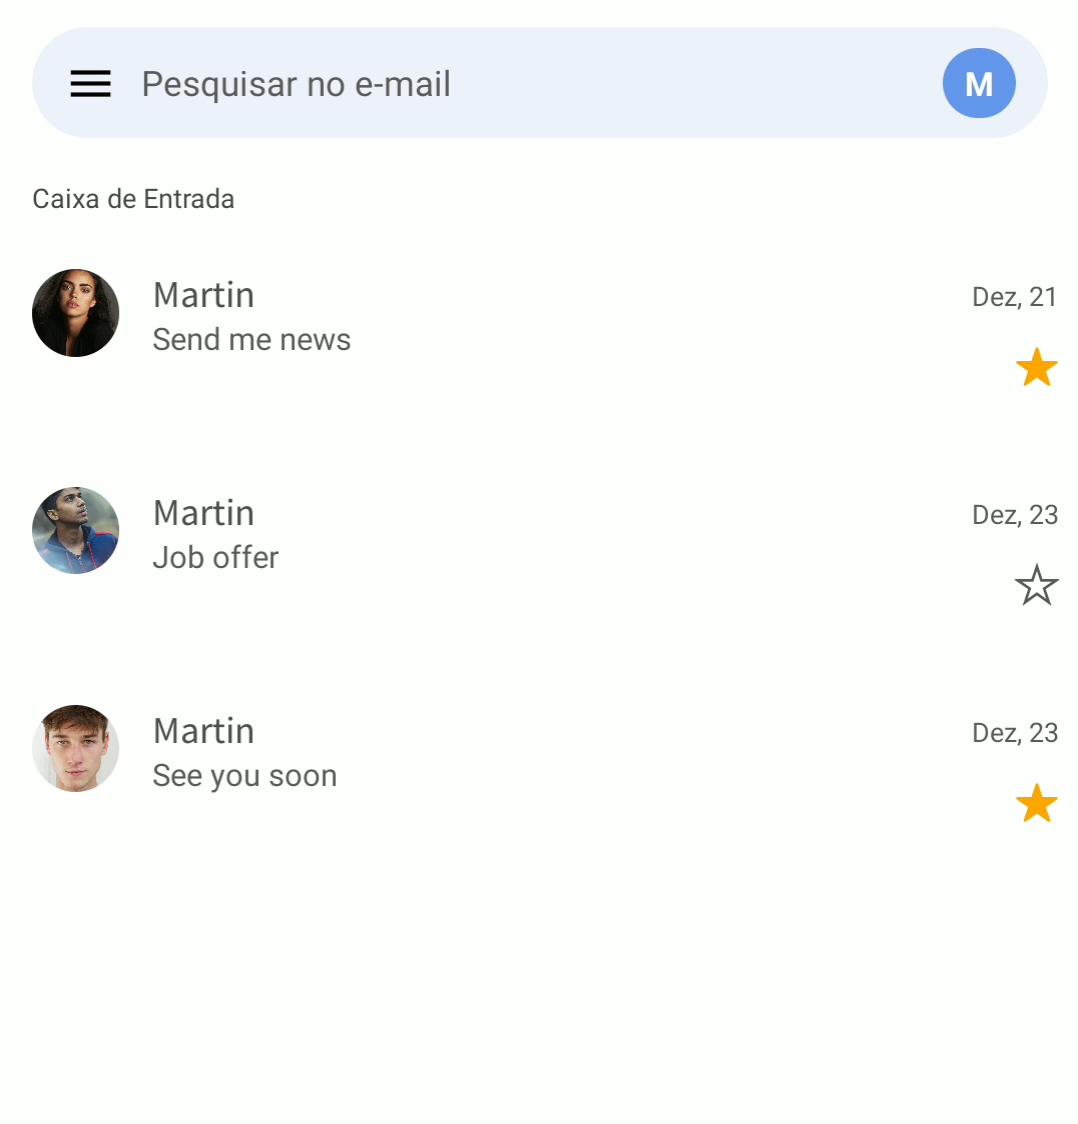 Pesquisar no e-mail
M
Caixa de Entrada
Martin
Dez, 21
Send me news
Martin
Dez, 23
Job offer
Martin
Dez, 23
See you soon